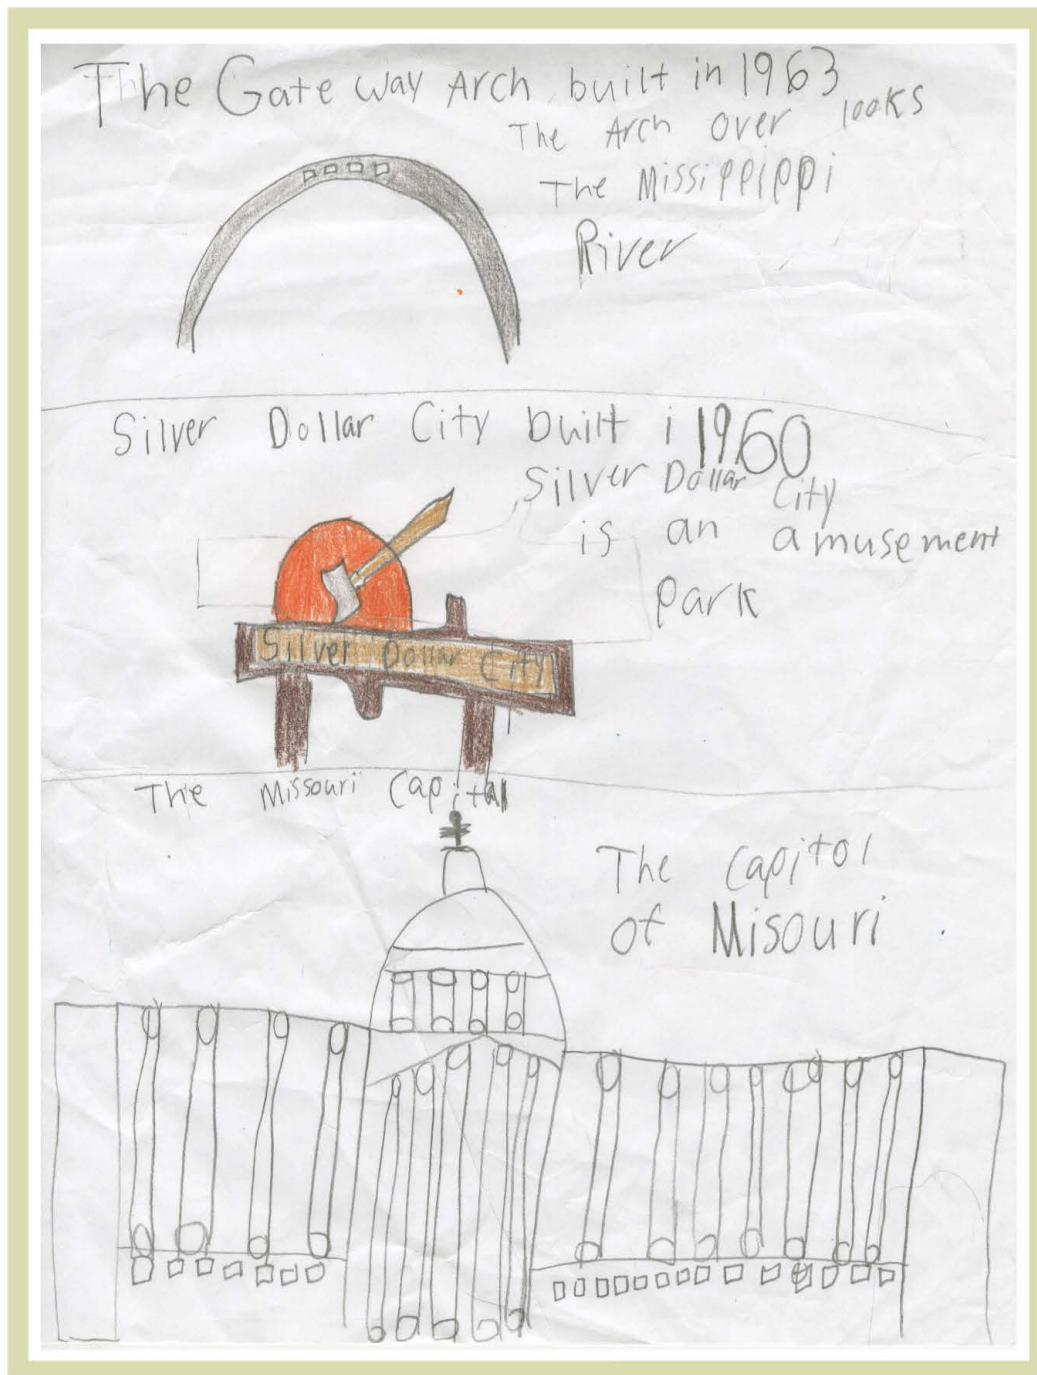 The Gate way Arch built in 1963
The Arch over looks
The Missippippi
River
Silver Dollar City built i 1960
Silver Dollar City
is an amusement
park
Silver Dollar City
The Missouri Capital
The Capitol
of Misouri